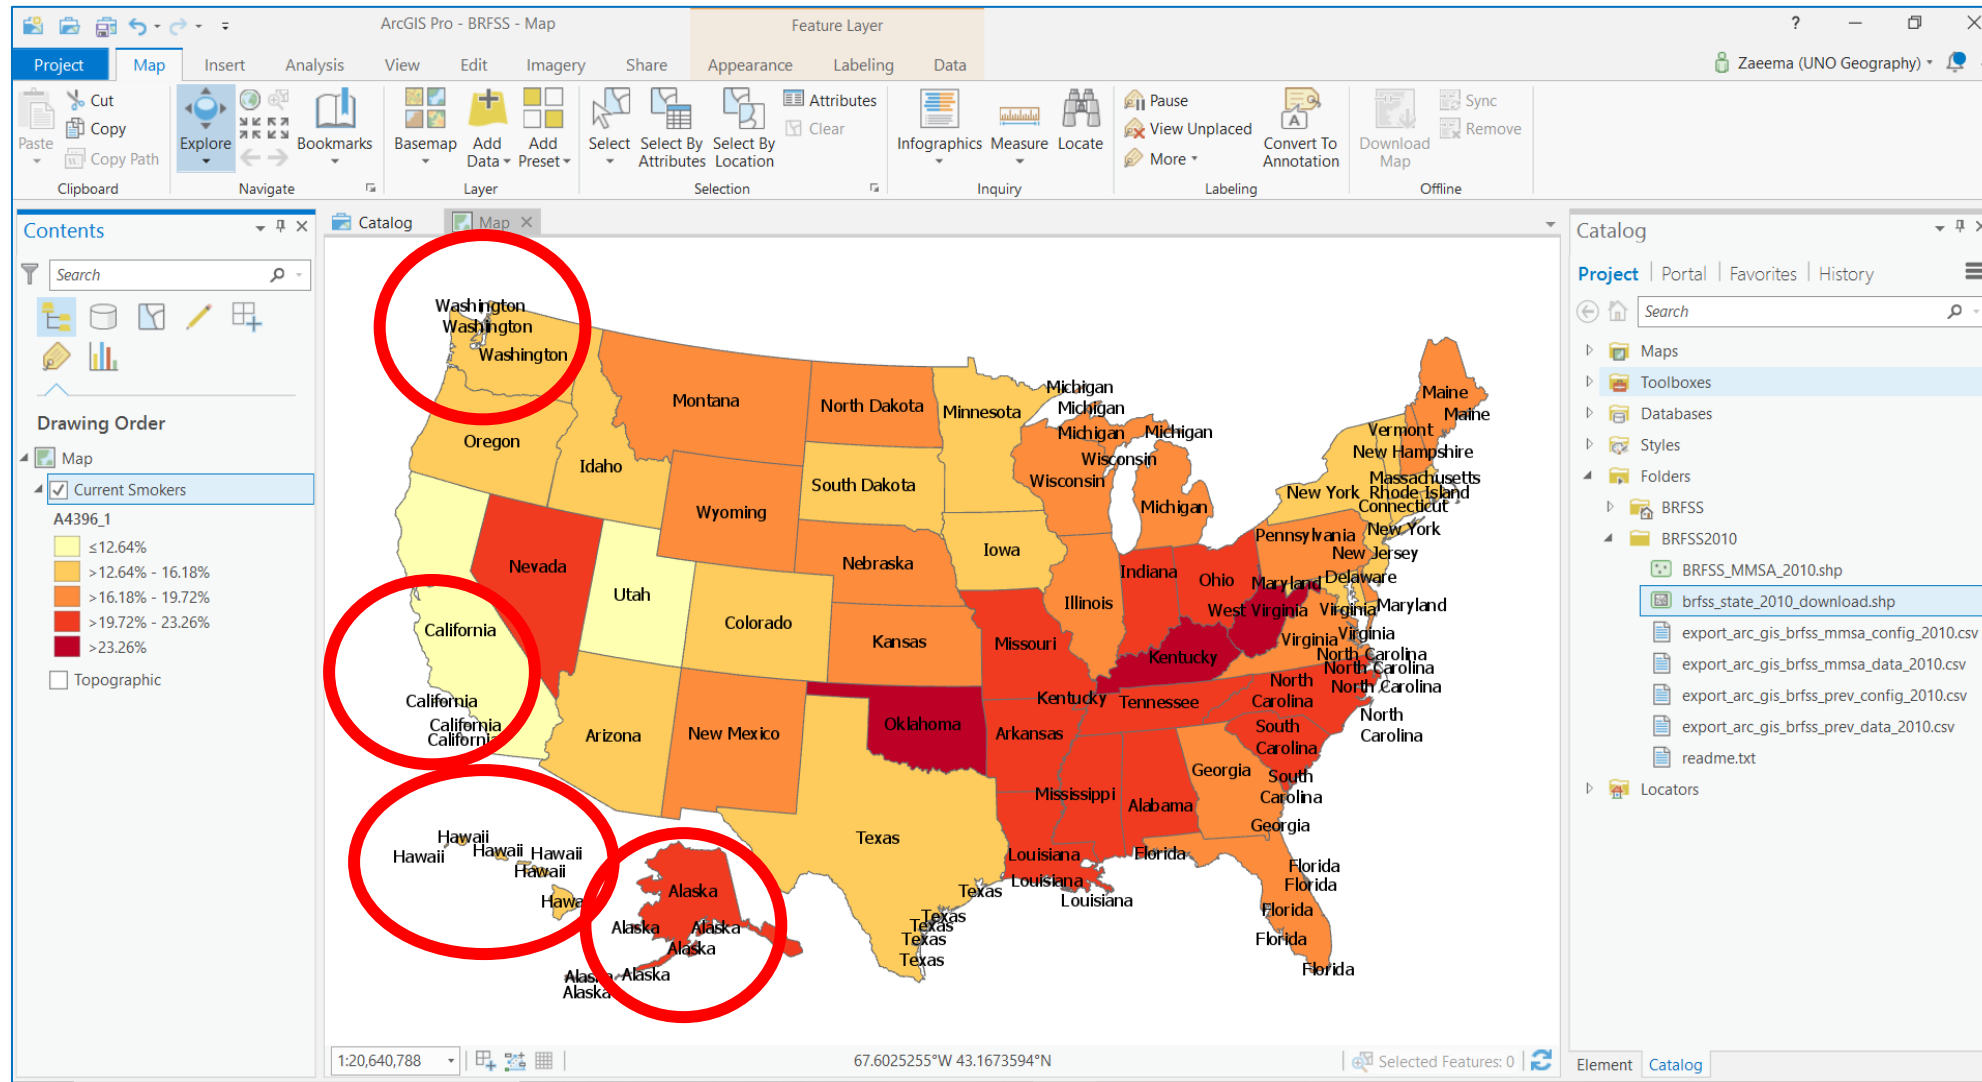 ArcGIS Pro - BRFSS - Map
Feature Layer
?
Project Map Insert Analysis View Edit Imagery Share Appearance Labeling Data
Zaeema (UNO Geography)
Paste
Cut
Copy
Copy Path
Clipboard
Explore
Bookmarks
Navigate
Basemap
Add Data
Add Preset
Layer
Select
Select By Attributes
Select By Location
Attributes
Clear
Selection
Infographics
Measure
Locate
Inquiry
Pause
View Unplaced
More
Convert To Annotation
Labeling
Download Map
Sync
Remove
Offline
Contents
Search
Drawing Order
Map
Current Smokers
A4396_1
≤12.64%
>12.64% - 16.18%
>16.18% - 19.72%
>19.72% - 23.26%
>23.26%
Topographic
Catalog
Map
Washington
Washington
Washington
Montana
North Dakota
Minnesota
Michigan
Michigan
Michigan
Michigan
Maine
Maine
Vermont
New Hampshire
Oregon
Idaho
Wisconsin
Wisconsin
South Dakota
Wyoming
Michigan
Massachusetts
New York
Rhode Island
Connecticut
New York
Pennsylvania
New Jersey
Iowa
Nebraska
Nevada
Utah
Indiana
Ohio
Maryland
Delaware
Illinois
West Virginia
Virginia
Maryland
California
Colorado
Kansas
Missouri
Virginia
Virginia
Kentucky
North Carolina
North Carolina
North Carolina
North
Carolina
California
Kentucky
Tennessee
North
Carolina
California
California
Arizona
New Mexico
Oklahoma
Arkansas
South
Carolina
Georgia
South
Carolina
Mississippi
Alabama
Georgia
Texas
Hawaii
Hawaii
Hawaii
Hawaii
Hawaii
Hawa
Louisiana
Florida
Louisiana
Louisiana
Florida
Florida
Florida
Florida
Florida
Texas
Texas
Texas
Texas
Texas
Alaska
Alaska
Alaska
Alaska
Alaska
Alaska
Alaska
1:20,640,788
67.6025255°W 43.1673594°N
Selected Features: 0
Catalog
Project Portal Favorites History
Search
Maps
Toolboxes
Databases
Styles
Folders
BRFSS
BRFSS2010
BRFSS_MMSA_2010.shp
brfss_state_2010_download.shp
export_arc_gis_brfss_mmsa_config_2010.csv
export_arc_gis_brfss_mmsa_data_2010.csv
export_arc_gis_brfss_prev_config_2010.csv
export_arc_gis_brfss_prev_data_2010.csv
readme.txt
Locators
Element Catalog